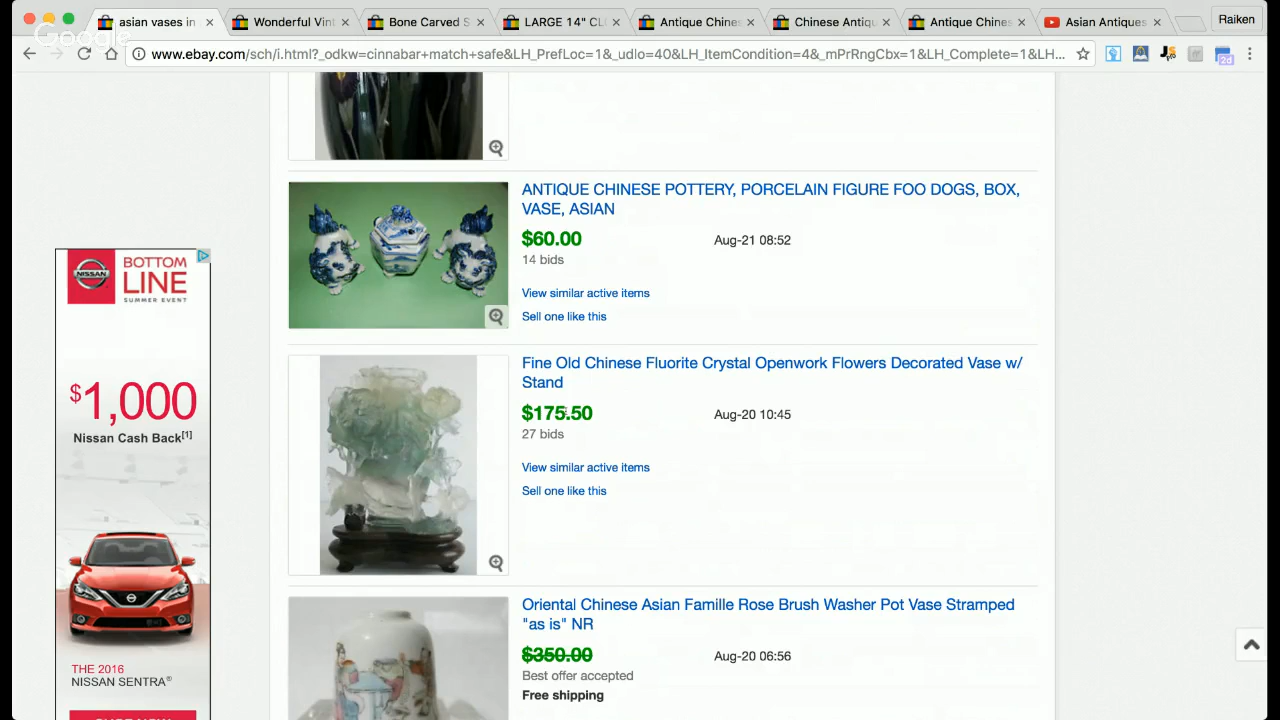 asian vases in
Wonderful Vint
Bone Carved S
LARGE 14" CL
Antique Chines
Chinese Antiqu
Antique Chines
Asian Antiques
Raiken
Google
www.ebay.com/sch/i.html?_odkw=cinnabar+match+safe&LH_PrefLoc=1&_udlo=40&LH_ItemCondition=4&_mPrRngCbx=1&LH_Complete=1&LH...
2d
ANTIQUE CHINESE POTTERY, PORCELAIN FIGURE FOO DOGS, BOX,
VASE, ASIAN
$60.00 Aug-21 08:52
14 bids
View similar active items
Sell one like this
Fine Old Chinese Fluorite Crystal Openwork Flowers Decorated Vase w/
Stand
$175.50 Aug-20 10:45
27 bids
View similar active items
Sell one like this
Oriental Chinese Asian Famille Rose Brush Washer Pot Vase Stramped
"as is" NR
$350.00 Aug-20 06:56
Best offer accepted
Free shipping
NISSAN
BOTTOM
LINE
SUMMER EVENT
$1,000
Nissan Cash Back[1]
THE 2016
NISSAN SENTRA®